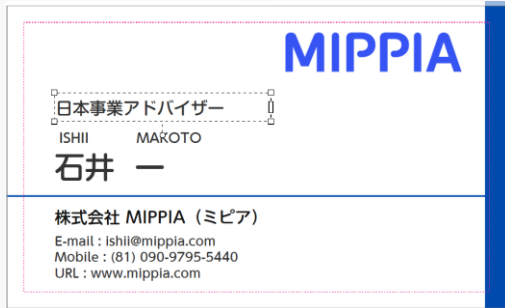 MIPPIA
日本事業アドバイザー
ISHII MAKOTO
石井 一
株式会社 MIPPIA（ミピア）
E-mail : ishii@mippia.com
Mobile : (81) 090-9795-5440
URL : www.mippia.com